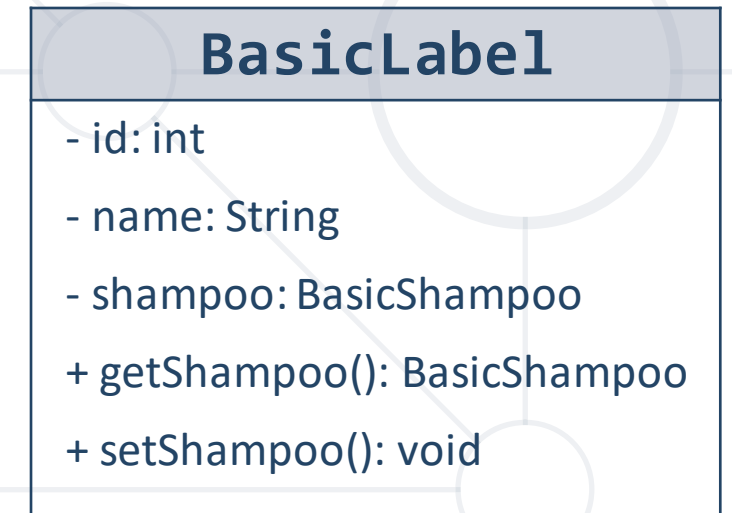 BasicLabel
- id: int
- name: String
- shampoo: BasicShampoo
+ getShampoo(): BasicShampoo
+ setShampoo(): void